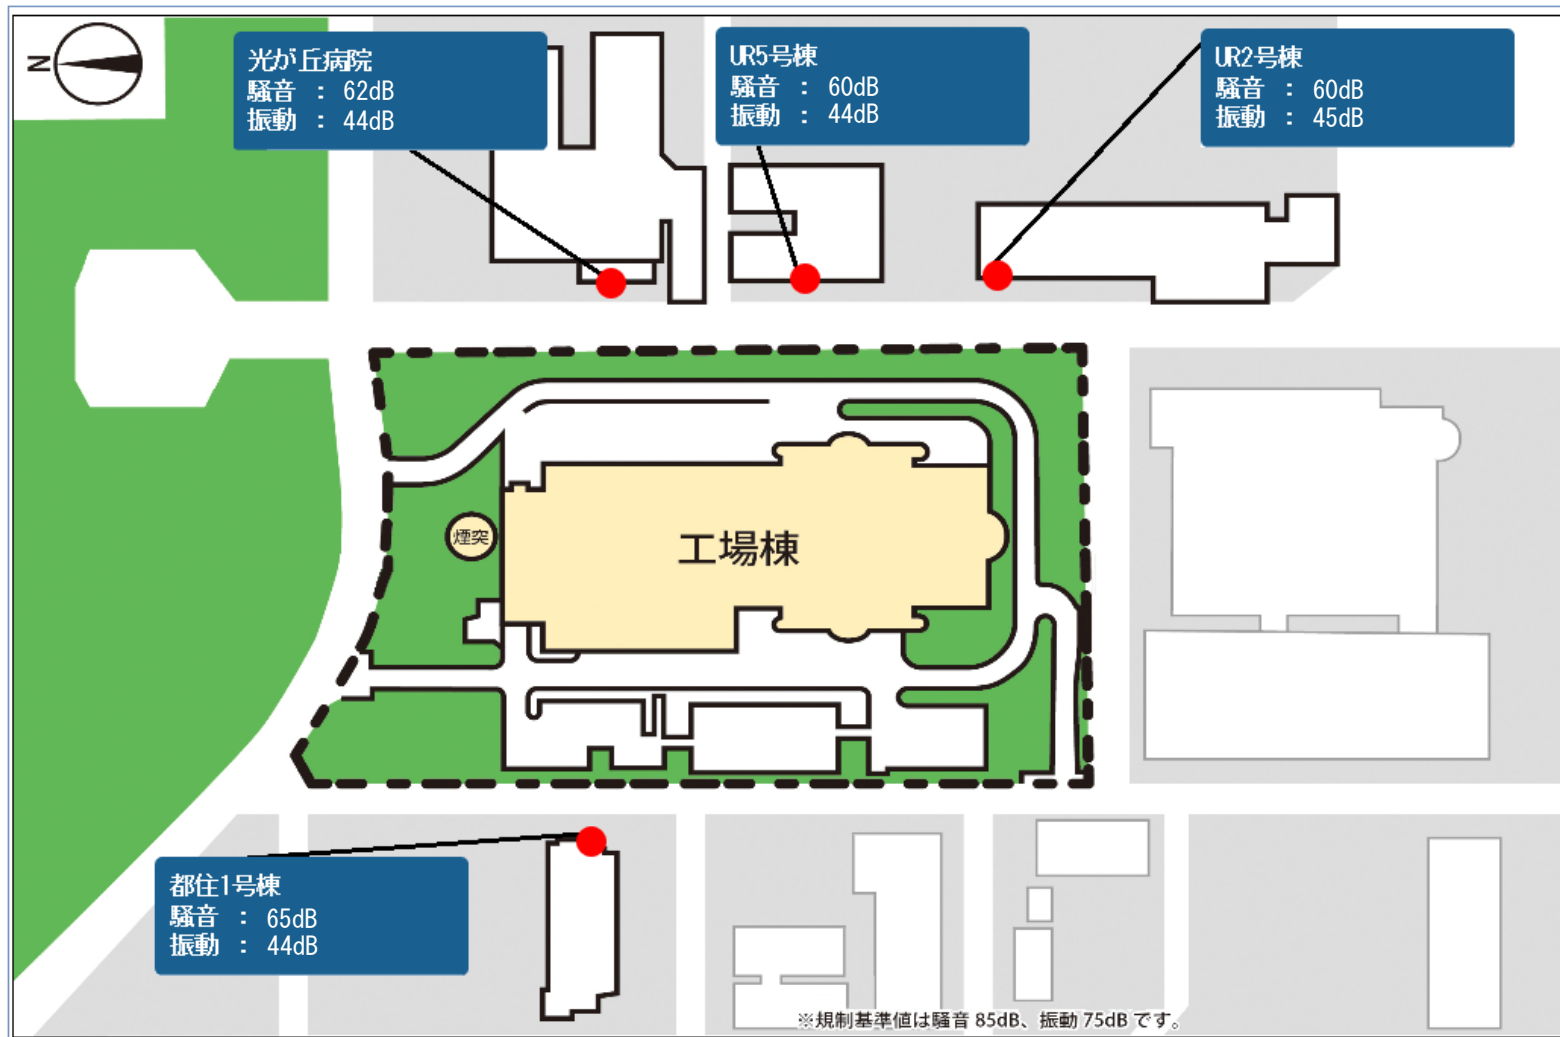 N
光が丘病院
騒音 : 62dB
振動 : 44dB
UR5号棟
騒音 : 60dB
振動 : 44dB
UR2号棟
騒音 : 60dB
振動 : 45dB
煙突
工場棟
都住1号棟
騒音 : 65dB
振動 : 44dB
※規制基準値は騒音 85dB、振動 75dB です。